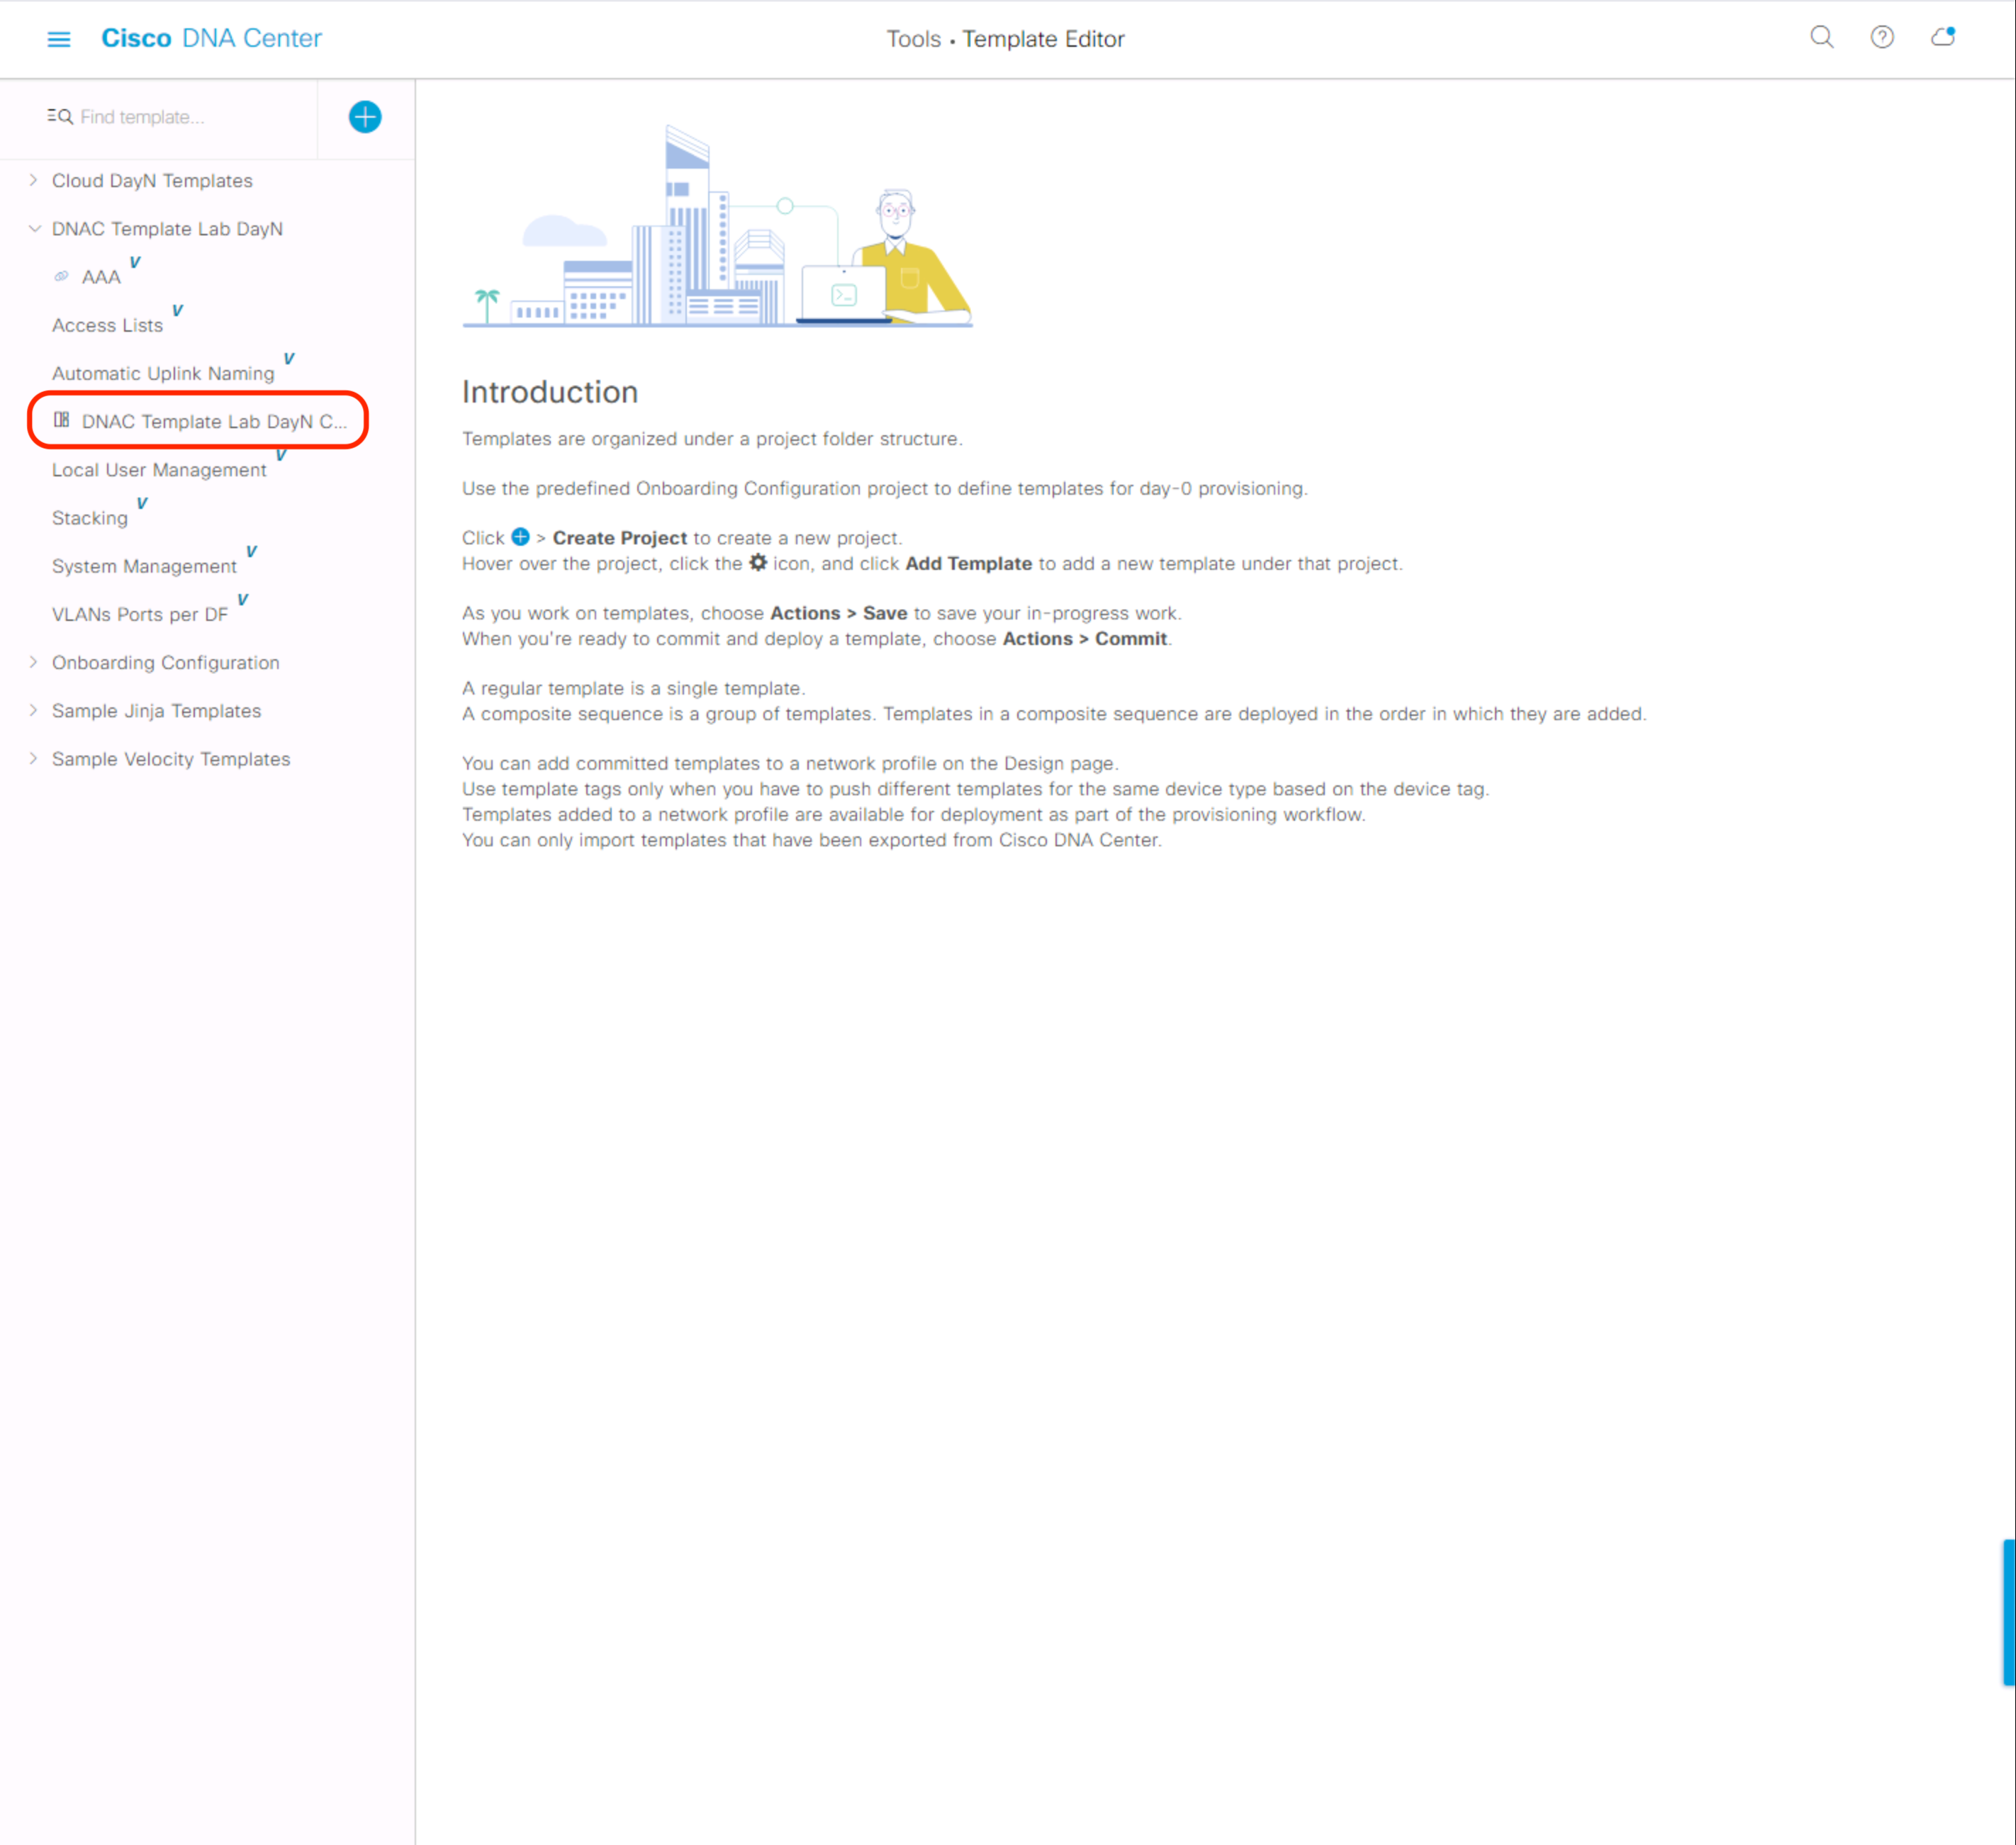 Cisco DNA Center
Tools • Template Editor
Find template...
Cloud DayN Templates
DNAC Template Lab DayN
AAA V
Access Lists V
Automatic Uplink Naming V
DNAC Template Lab DayN C...
Local User Management V
Stacking V
System Management V
VLANs Ports per DF V
Onboarding Configuration
Sample Jinja Templates
Sample Velocity Templates
Introduction
Templates are organized under a project folder structure.
Use the predefined Onboarding Configuration project to define templates for day-0 provisioning.
Click > Create Project to create a new project.
Hover over the project, click the icon, and click Add Template to add a new template under that project.
As you work on templates, choose Actions > Save to save your in-progress work.
When you're ready to commit and deploy a template, choose Actions > Commit.
A regular template is a single template.
A composite sequence is a group of templates. Templates in a composite sequence are deployed in the order in which they are added.
You can add committed templates to a network profile on the Design page.
Use template tags only when you have to push different templates for the same device type based on the device tag.
Templates added to a network profile are available for deployment as part of the provisioning workflow.
You can only import templates that have been exported from Cisco DNA Center.